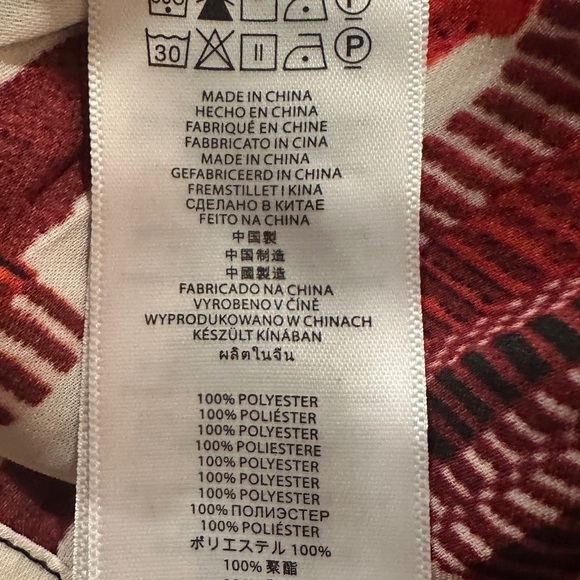 30 P
MADE IN CHINA
HECHO EN CHINA
FABRIQUÉ EN CHINE
FABBRICATO IN CINA
MADE IN CHINA
GEFABRICEERD IN CHINA
FREMSTILLET I KINA
СДЕЛАНО В КИТАЕ
FEITO NA CHINA
中国製
中国制造
中國製造
FABRICADO NA CHINA
VYROBENO V ČÍNĚ
WYPRODUKOWANO W CHINACH
KÉSZÜLT KÍNÁBAN
ผลิตในจีน
100% POLYESTER
100% POLIÉSTER
100% POLYESTER
100% POLIESTERE
100% POLYESTER
100% POLYESTER
100% POLYESTER
100% ПОЛИЭСТЕР
100% POLIÉSTER
ポリエステル 100%
100% 聚酯